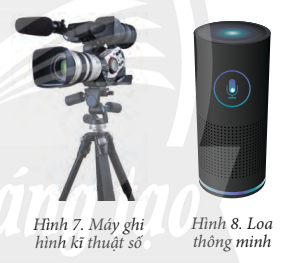 Hình 7. Máy ghi
hình kĩ thuật số
Hình 8. Loa
thông minh